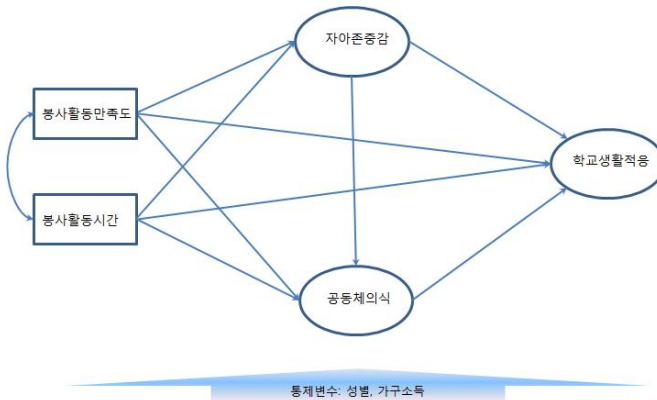 자아존중감
봉사활동만족도
학교생활적응
봉사활동시간
공동체의식
통제변수: 성별, 가구소득